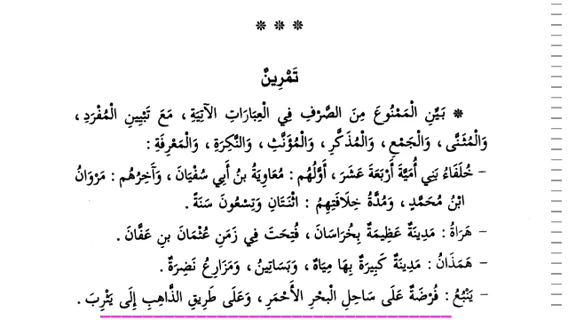 * * *
تَمْرِينٌ
* بَيِّنِ الْمَمْنُوعَ مِنَ الصَّرْفِ فِي الْعِبَارَاتِ الْآتِيَةِ ، مَعَ تَبْيِينِ الْمُفْرَدِ ،
وَالْمُثَنَّى ، وَالْجَمْعِ ، وَالْمُذَكَّرِ ، وَالْمُؤَنَّثِ ، وَالنَّكِرَةِ ، وَالْمَعْرِفَةِ :
- خُلَفَاءُ بَنِي أُمَيَّةَ أَرْبَعَةَ عَشَرَ ، أَوَّلُهُم : مُعَاوِيَةُ بنُ أَبِي سُفْيَانَ ، وَآخِرُهُم : مَرْوَانُ
ابْنُ مُحَمَّدٍ ، وَمُدَّةُ خِلَافَتِهِمُ : اثْنَتَانِ وَتِسْعُونَ سَنَةً .
- هَرَاةُ : مَدِينَةٌ عَظِيمَةٌ بِخُرَاسَانَ ، فُتِحَتْ فِي زَمَنِ عُثْمَانَ بنِ عَفَّانَ .
- هَمَذَانُ : مَدِينَةٌ كَبِيرَةٌ بِهَا مِيَاهٌ ، وَبَسَاتِينُ ، وَمَزَارِعُ نَضِرَةٌ .
- يَنْبُعُ : فُرْضَةٌ عَلَى سَاحِلِ الْبَحْرِ الْأَحْمَرِ ، وَعَلَى طَرِيقِ الذَّاهِبِ إِلَى يَثْرِبَ .